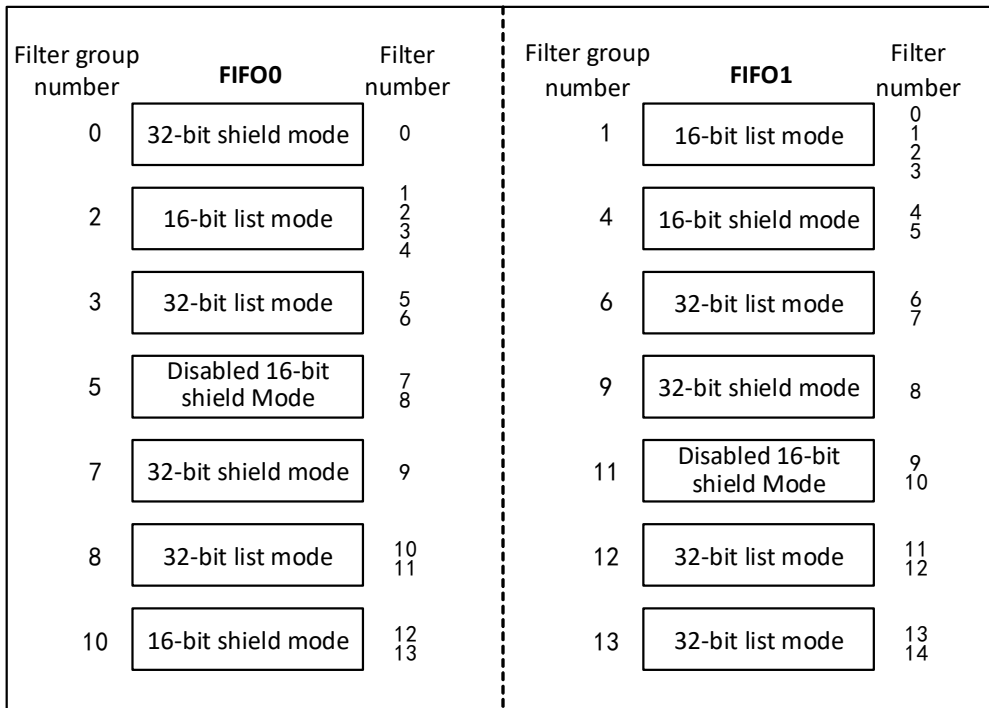 Filter group number
FIFO0
Filter number
0
32-bit shield mode
0
2
16-bit list mode
1
2
3
4
3
32-bit list mode
5
6
5
Disabled 16-bit
shield Mode
7
8
7
32-bit shield mode
9
8
32-bit list mode
10
11
10
16-bit shield mode
12
13
Filter group
number
FIFO1
Filter
number
1
16-bit list mode
0
1
2
3
4
16-bit shield mode
4
5
6
32-bit list mode
6
7
9
32-bit shield mode
8
11
Disabled 16-bit
shield Mode
9
10
12
32-bit list mode
11
12
13
32-bit list mode
13
14